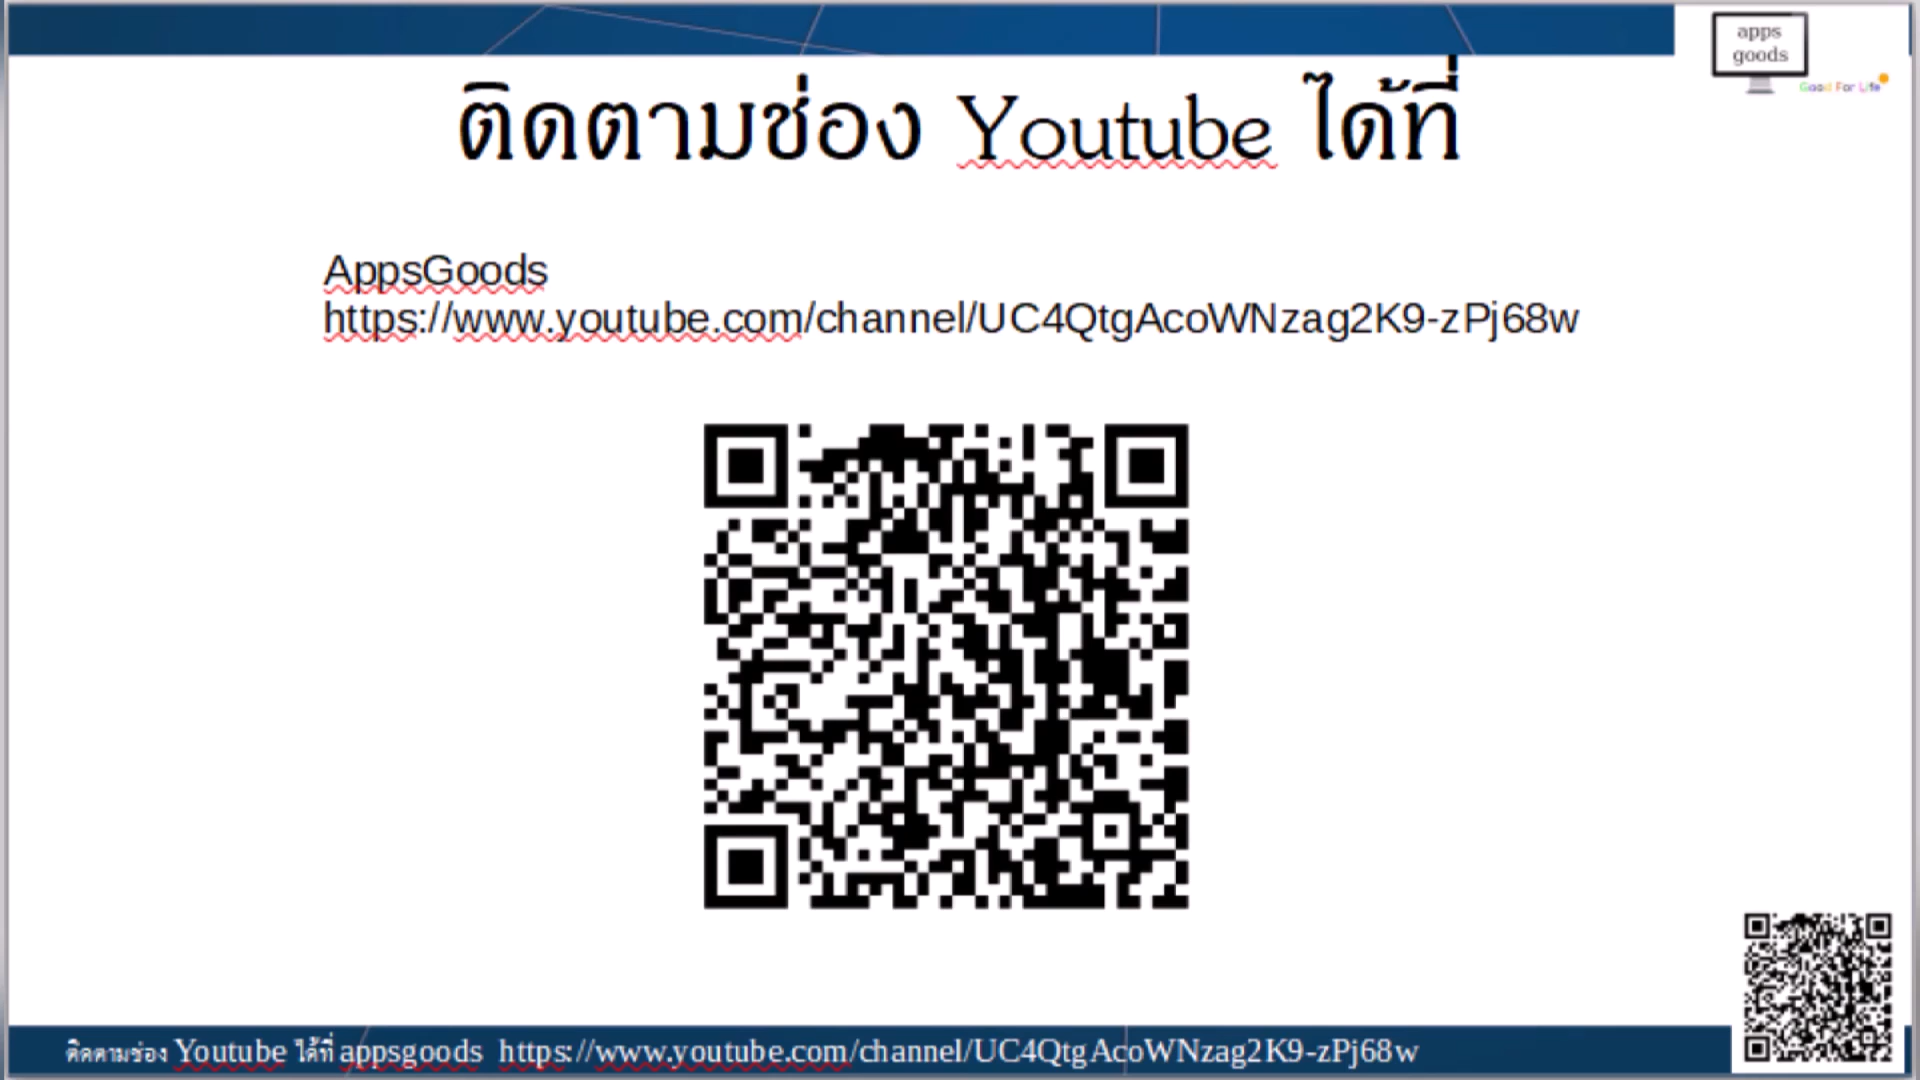 apps
goods
Good For Life
ติดตามช่อง Youtube ได้ที่
AppsGoods
https://www.youtube.com/channel/UC4QtgAcoWNzag2K9-zPj68w
ติดตามช่อง Youtube ได้ที่ appsgoods https://www.youtube.com/channel/UC4QtgAcoWNzag2K9-zPj68w